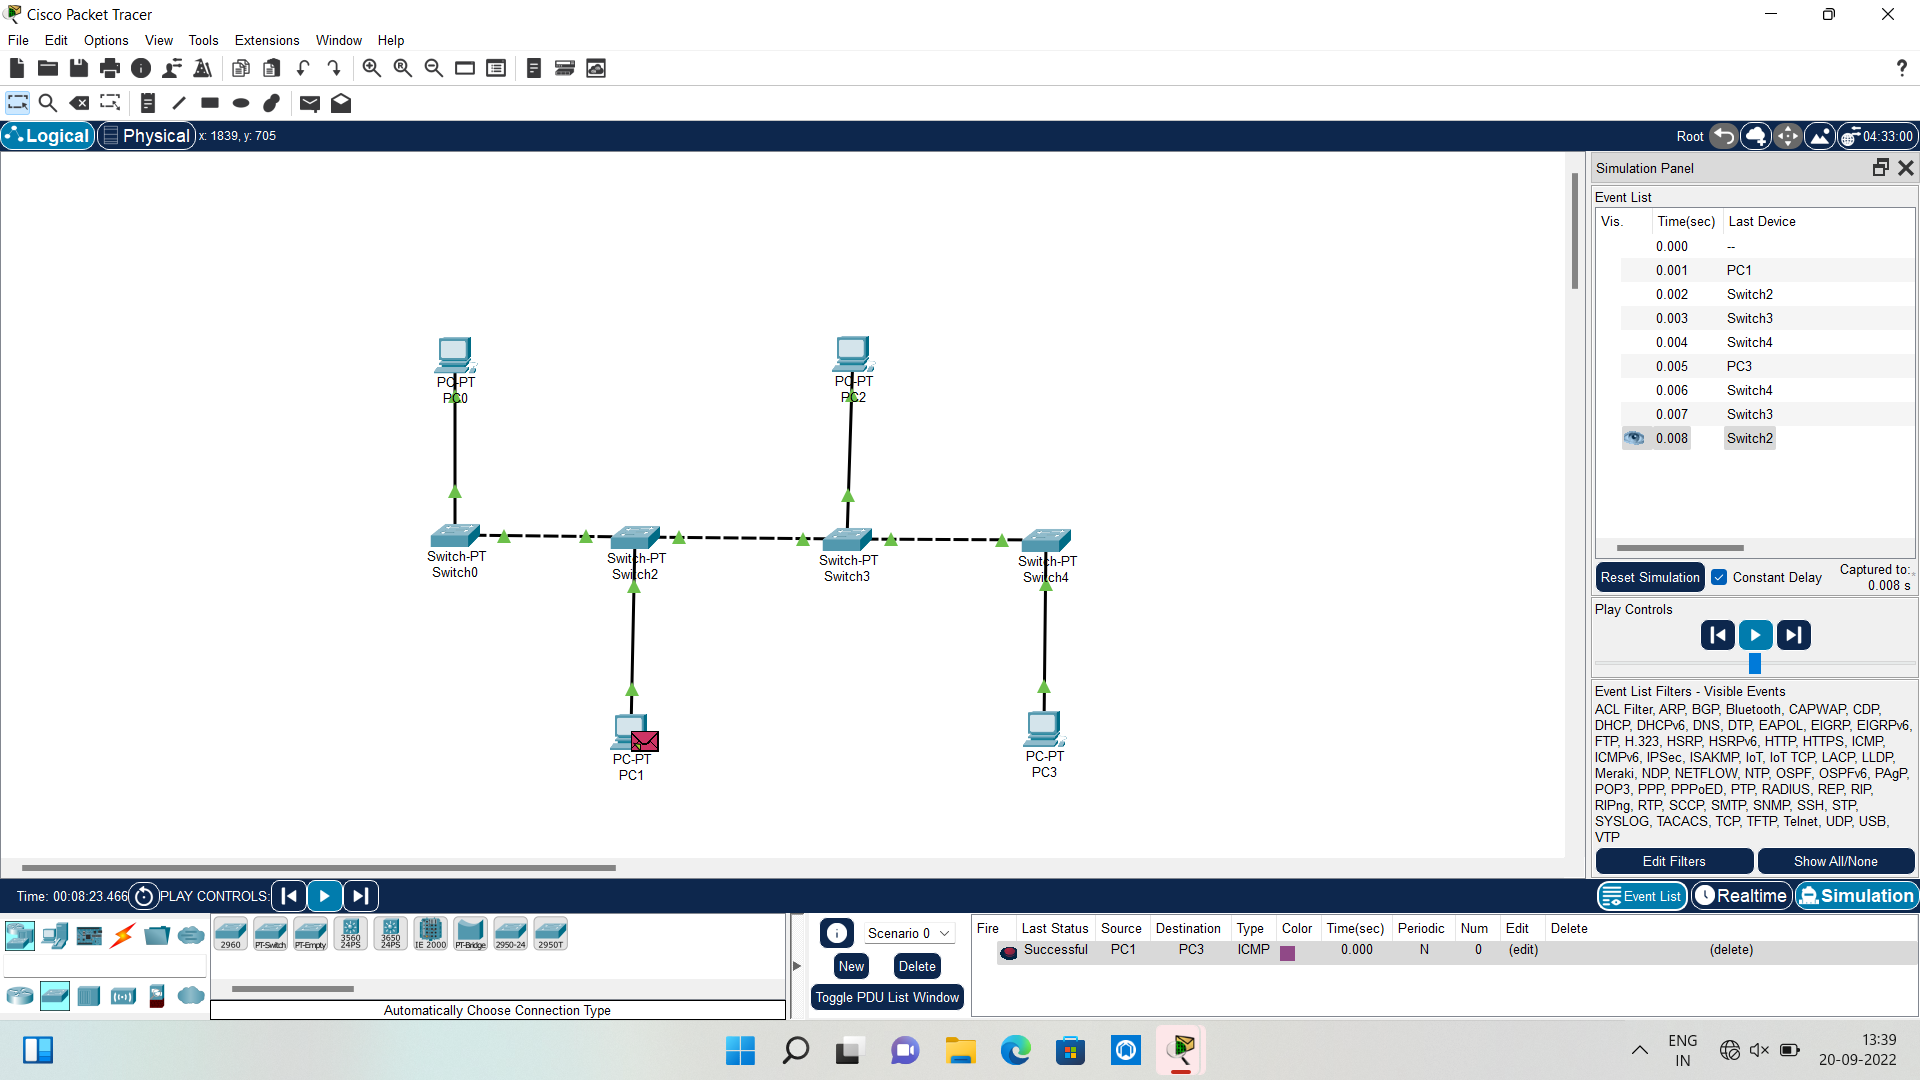 Cisco Packet Tracer
File Edit Options View Tools Extensions Window Help
Logical Physical x: 1839, y: 705 Root 04:33:00
PC-PT
PC0
PC-PT
PC2
Switch-PT
Switch0
Switch-PT
Switch2
Switch-PT
Switch3
Switch-PT
Switch4
PC-PT
PC1
PC-PT
PC3
Simulation Panel
Event List
Vis. Time(sec) Last Device
0.000 --
0.001 PC1
0.002 Switch2
0.003 Switch3
0.004 Switch4
0.005 PC3
0.006 Switch4
0.007 Switch3
0.008 Switch2
Reset Simulation Constant Delay Captured to:
0.008 s
Play Controls
Event List Filters - Visible Events
ACL Filter, ARP, BGP, Bluetooth, CAPWAP, CDP,
DHCP, DHCPv6, DNS, DTP, EAPOL, EIGRP, EIGRPv6,
FTP, H.323, HSRP, HSRPv6, HTTP, HTTPS, ICMP,
ICMPv6, IPSec, ISAKMP, IoT, IoT TCP, LACP, LLDP,
Meraki, NDP, NETFLOW, NTP, OSPF, OSPFv6, PAgP,
POP3, PPP, PPPoED, PTP, RADIUS, REP, RIP,
RIPng, RTP, SCCP, SMTP, SNMP, SSH, STP,
SYSLOG, TACACS, TCP, TFTP, Telnet, UDP, USB,
VTP
Edit Filters Show All/None
Time: 00:08:23.466 PLAY CONTROLS: Event List Realtime Simulation
2960 PT-Switch PT-Empty 3560 24PS 3650 24PS IE 2000 PT-Bridge 2950-24 2950T
Automatically Choose Connection Type
Scenario 0
New Delete
Toggle PDU List Window
Fire Last Status Source Destination Type Color Time(sec) Periodic Num Edit Delete
Successful PC1 PC3 ICMP 0.000 N 0 (edit) (delete)
ENG
IN
13:39
20-09-2022